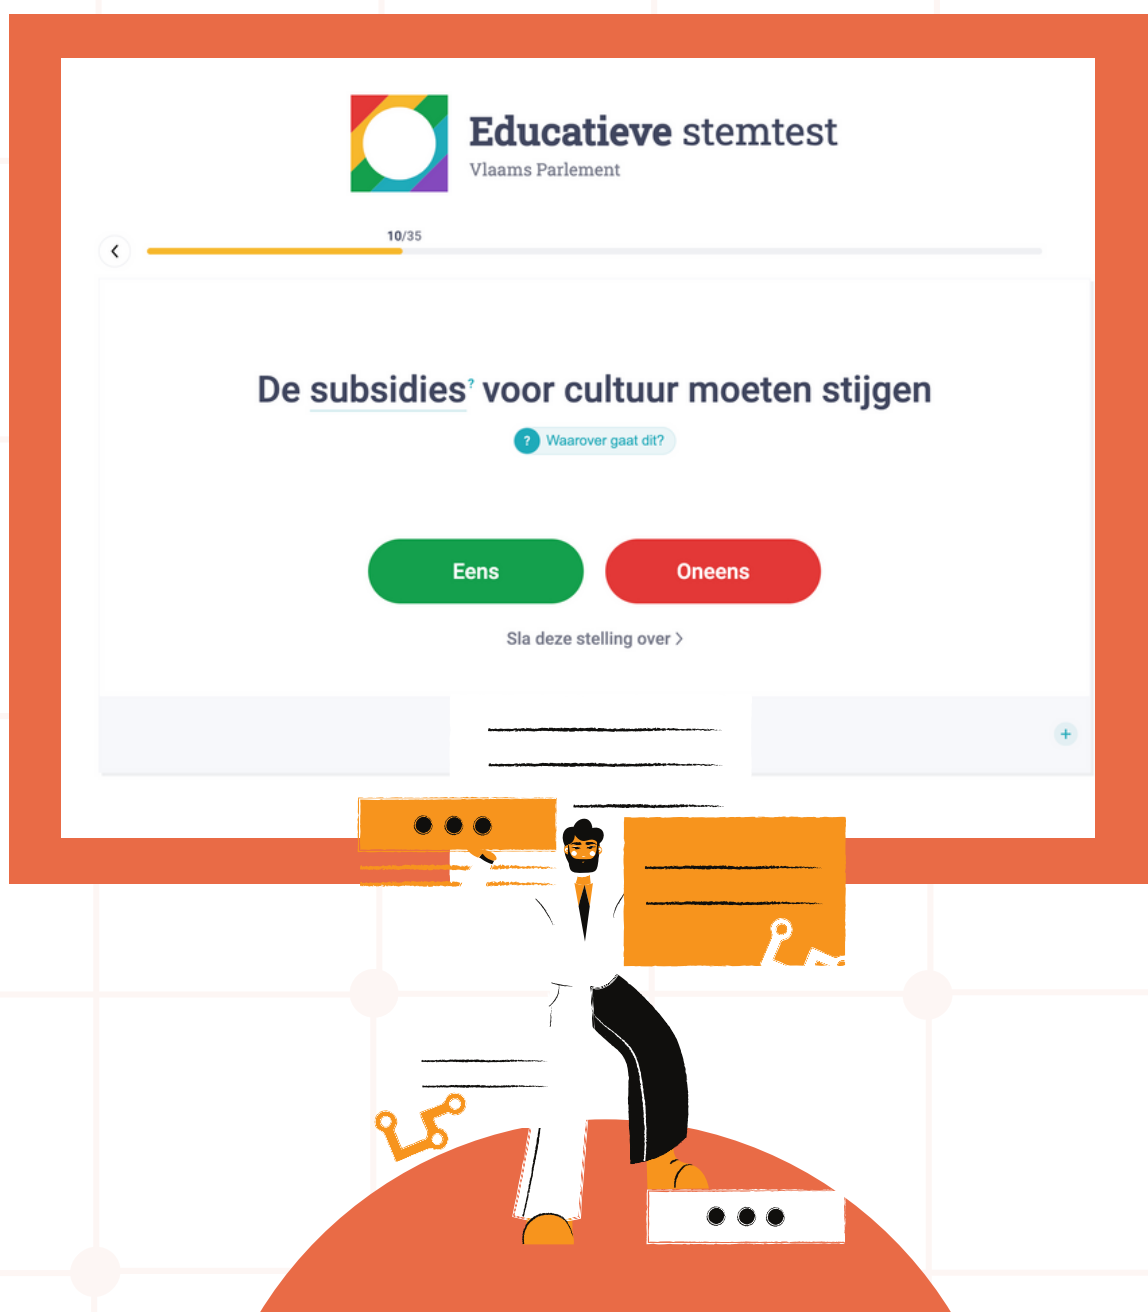 Educatieve stemtest
Vlaams Parlement
10/35
De subsidies? voor cultuur moeten stijgen
? Waarover gaat dit?
Eens
Oneens
Sla deze stelling over >
+